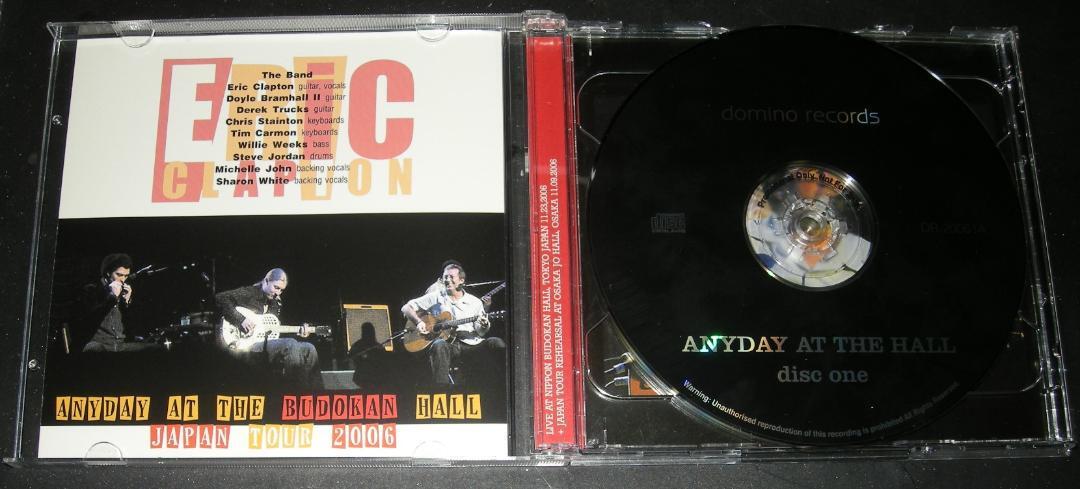 ERiC
CLAPTON
The Band
Eric Clapton guitar, vocals
Doyle Bramhall II guitar
Derek Trucks guitar
Chris Stainton keyboards
Tim Carmon keyboards
Willie Weeks bass
Steve Jordan drums
Michelle John backing vocals
Sharon White backing vocals
ANYDAY AT THE BUDOKAN HALL
JAPAN TOUR 2006
LIVE AT NIPPON BUDOKAN HALL, TOKYO JAPAN 11.23.2006
+ JAPAN TOUR REHEARSAL AT OSAKA JO HALL, OSAKA 11.09.2006
domino records
Only, Not For
disc
ANYDAY AT THE HALL
disc one
Warning: Unauthorised reproduction of this recording is prohibited All Rights Reserved